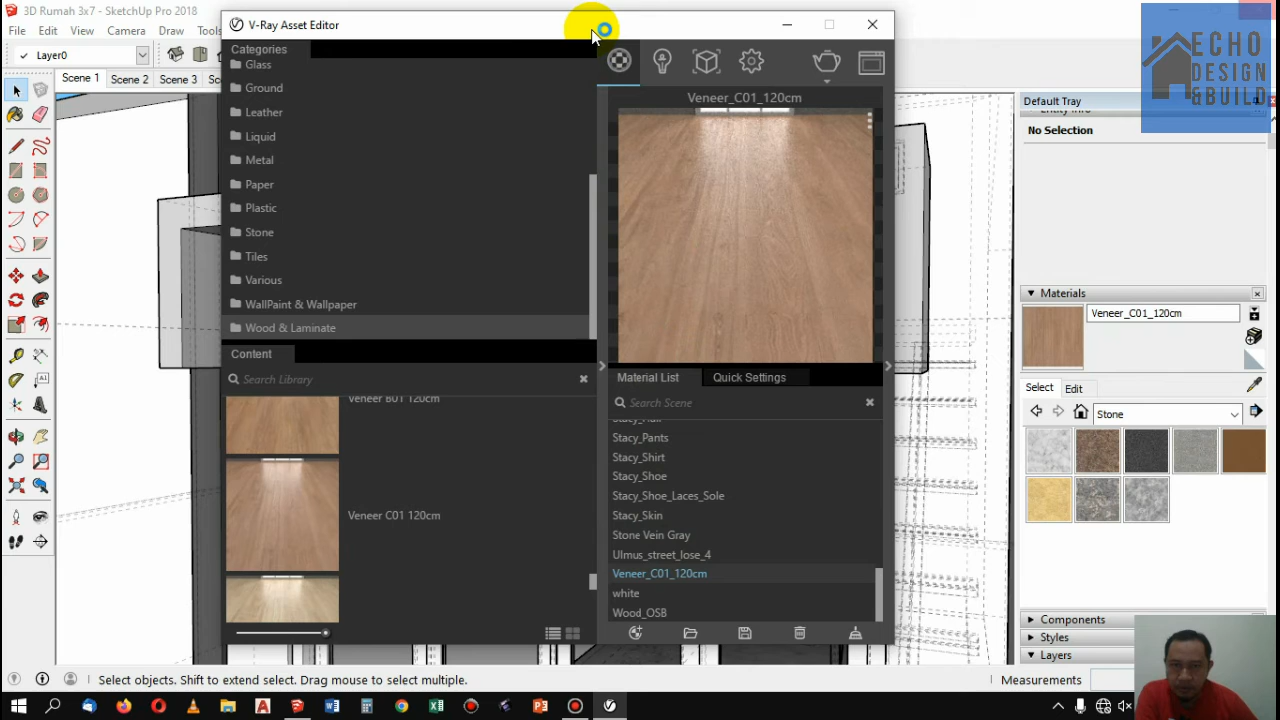 3D Rumah 3x7 - SketchUp Pro 2018
File Edit View Camera Draw
V-Ray Asset Editor
Layer0
Scene 1 Scene 2 Scene 3
Categories
Glass
Ground
Leather
Liquid
Metal
Paper
Plastic
Stone
Tiles
Various
WallPaint & Wallpaper
Wood & Laminate
Content
Search Library
Veneer B01 120cm
Veneer C01 120cm
Veneer_C01_120cm
Material List Quick Settings
Search Scene
Stacy_Hair
Stacy_Pants
Stacy_Shirt
Stacy_Shoe
Stacy_Shoe_Laces_Sole
Stacy_Skin
Stone Vein Gray
Ulmus_street_lose_4
Veneer_C01_120cm
white
Wood_OSB
ECHO
DESIGN
&BUILD
Default Tray
Entity Info
No Selection
Materials
Veneer_C01_120cm
Select Edit
Stone
Components
Styles
Layers
Select objects. Shift to extend select. Drag mouse to select multiple.
Measurements